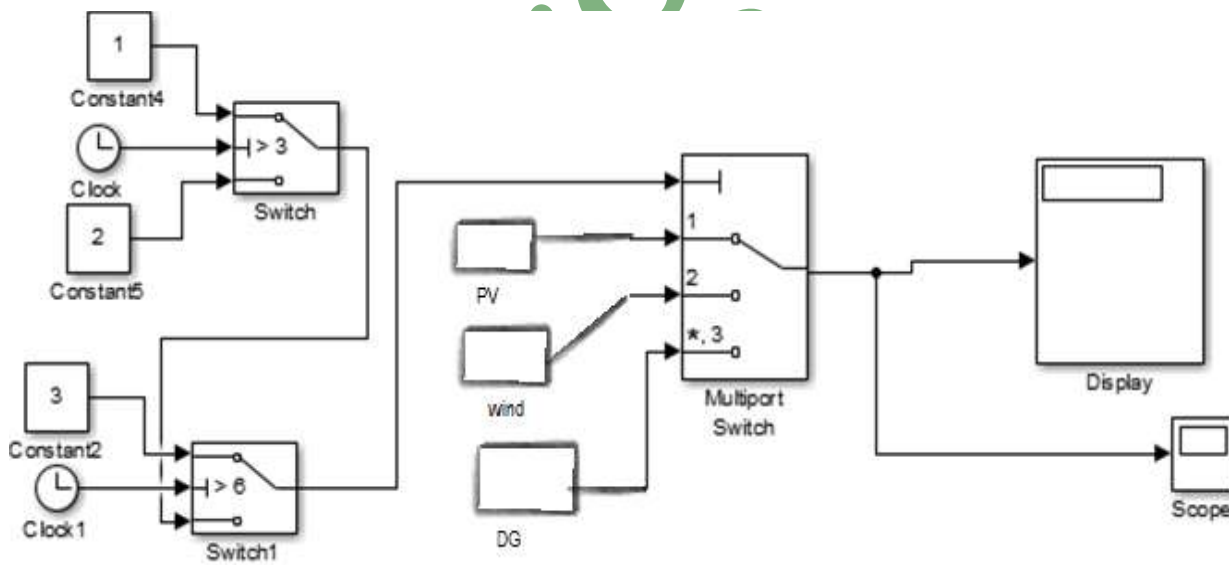 1
Constant4
Clock
> 3
Switch
2
Constant5
3
Constant2
Clock1
> 6
Switch1
PV
wind
DG
1
2
*, 3
Multiport
Switch
Display
Scope